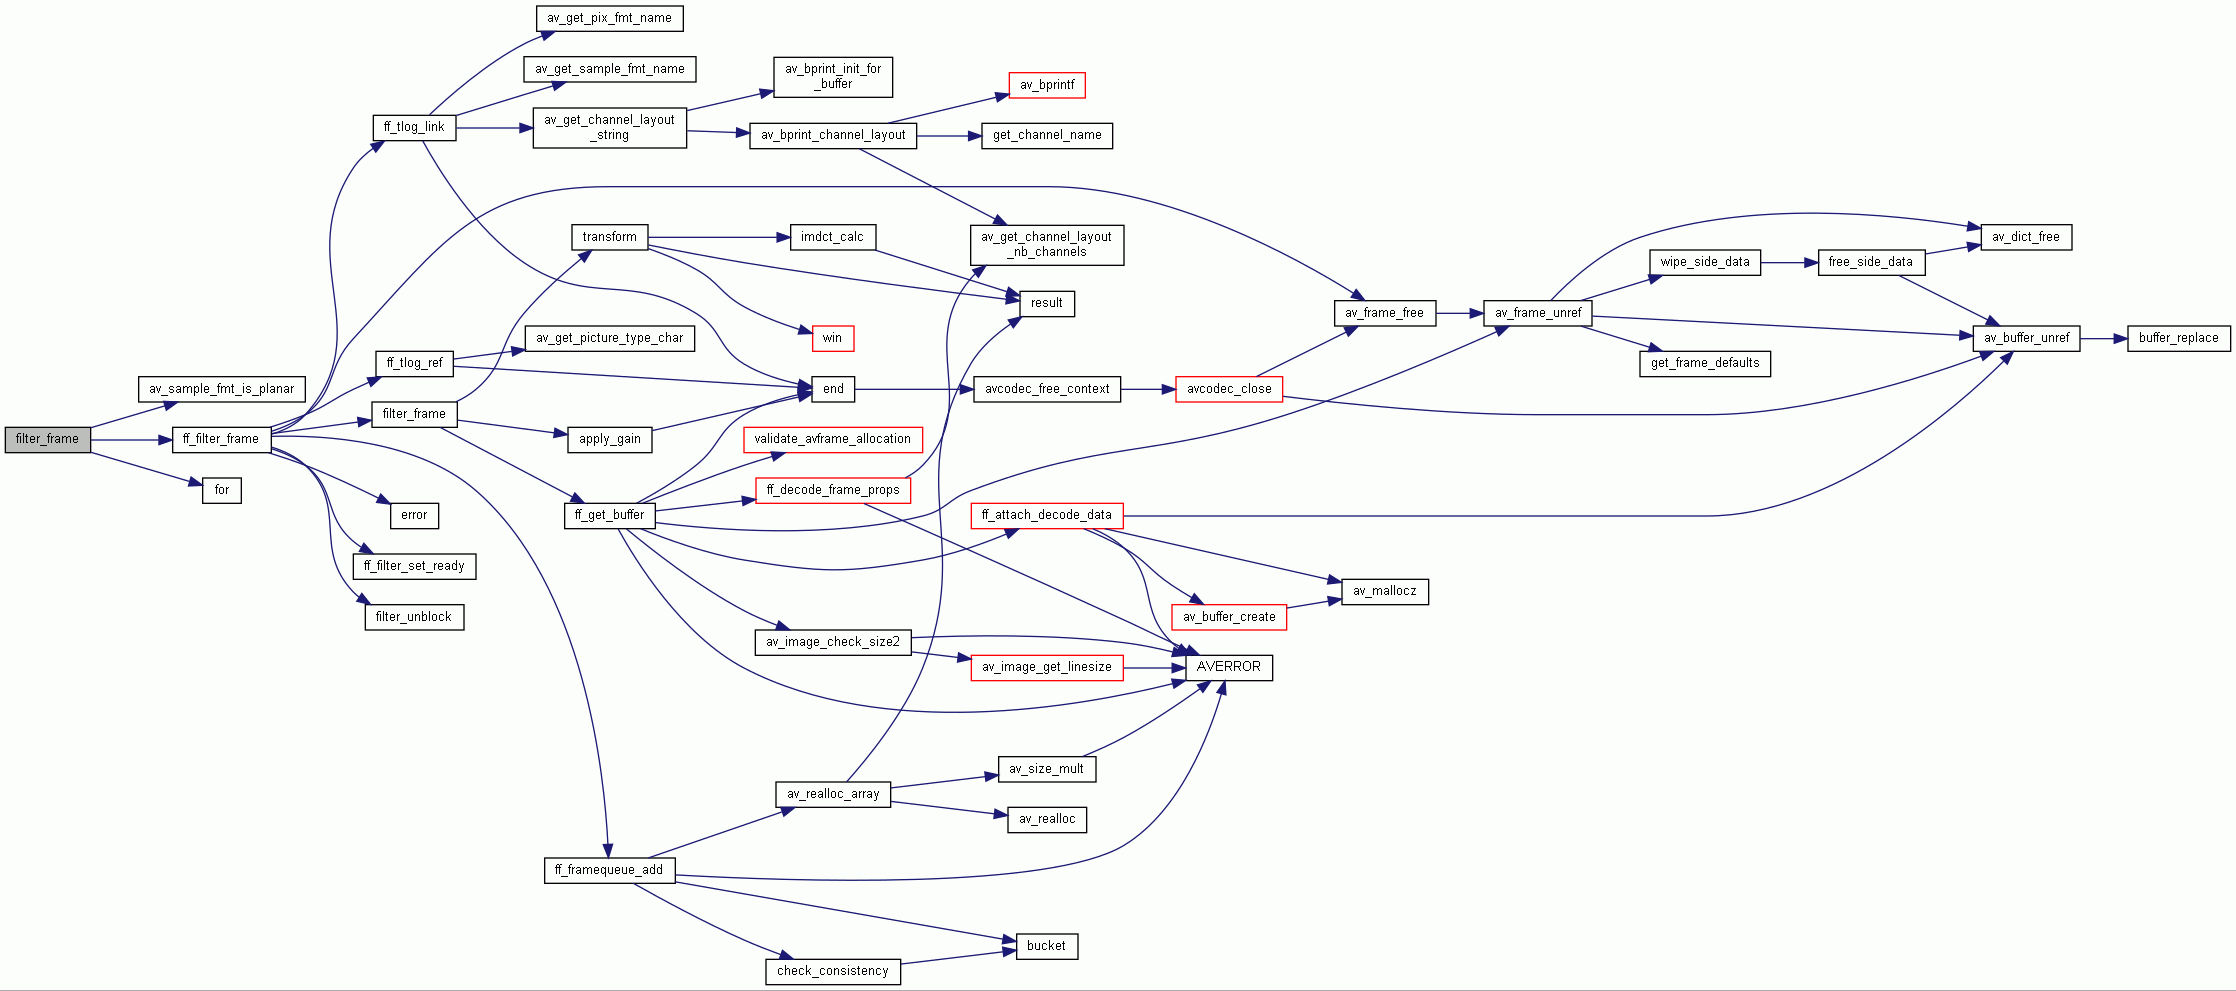 av_get_pix_fmt_name
av_get_sample_fmt_name
av_bprint_init_for
_buffer
av_bprintf
ff_tlog_link
av_get_channel_layout
_string
av_bprint_channel_layout
get_channel_name
transform
imdct_calc
av_get_channel_layout
_nb_channels
av_dict_free
wipe_side_data
free_side_data
result
av_frame_free
av_frame_unref
win
av_get_picture_type_char
av_buffer_unref
buffer_replace
ff_tlog_ref
get_frame_defaults
av_sample_fmt_is_planar
end
avcodec_free_context
avcodec_close
filter_frame
filter_frame
ff_filter_frame
apply_gain
validate_avframe_allocation
for
ff_decode_frame_props
error
ff_get_buffer
ff_attach_decode_data
ff_filter_set_ready
av_mallocz
filter_unblock
av_buffer_create
av_image_check_size2
av_image_get_linesize
AVERROR
av_size_mult
av_realloc_array
av_realloc
ff_framequeue_add
bucket
check_consistency